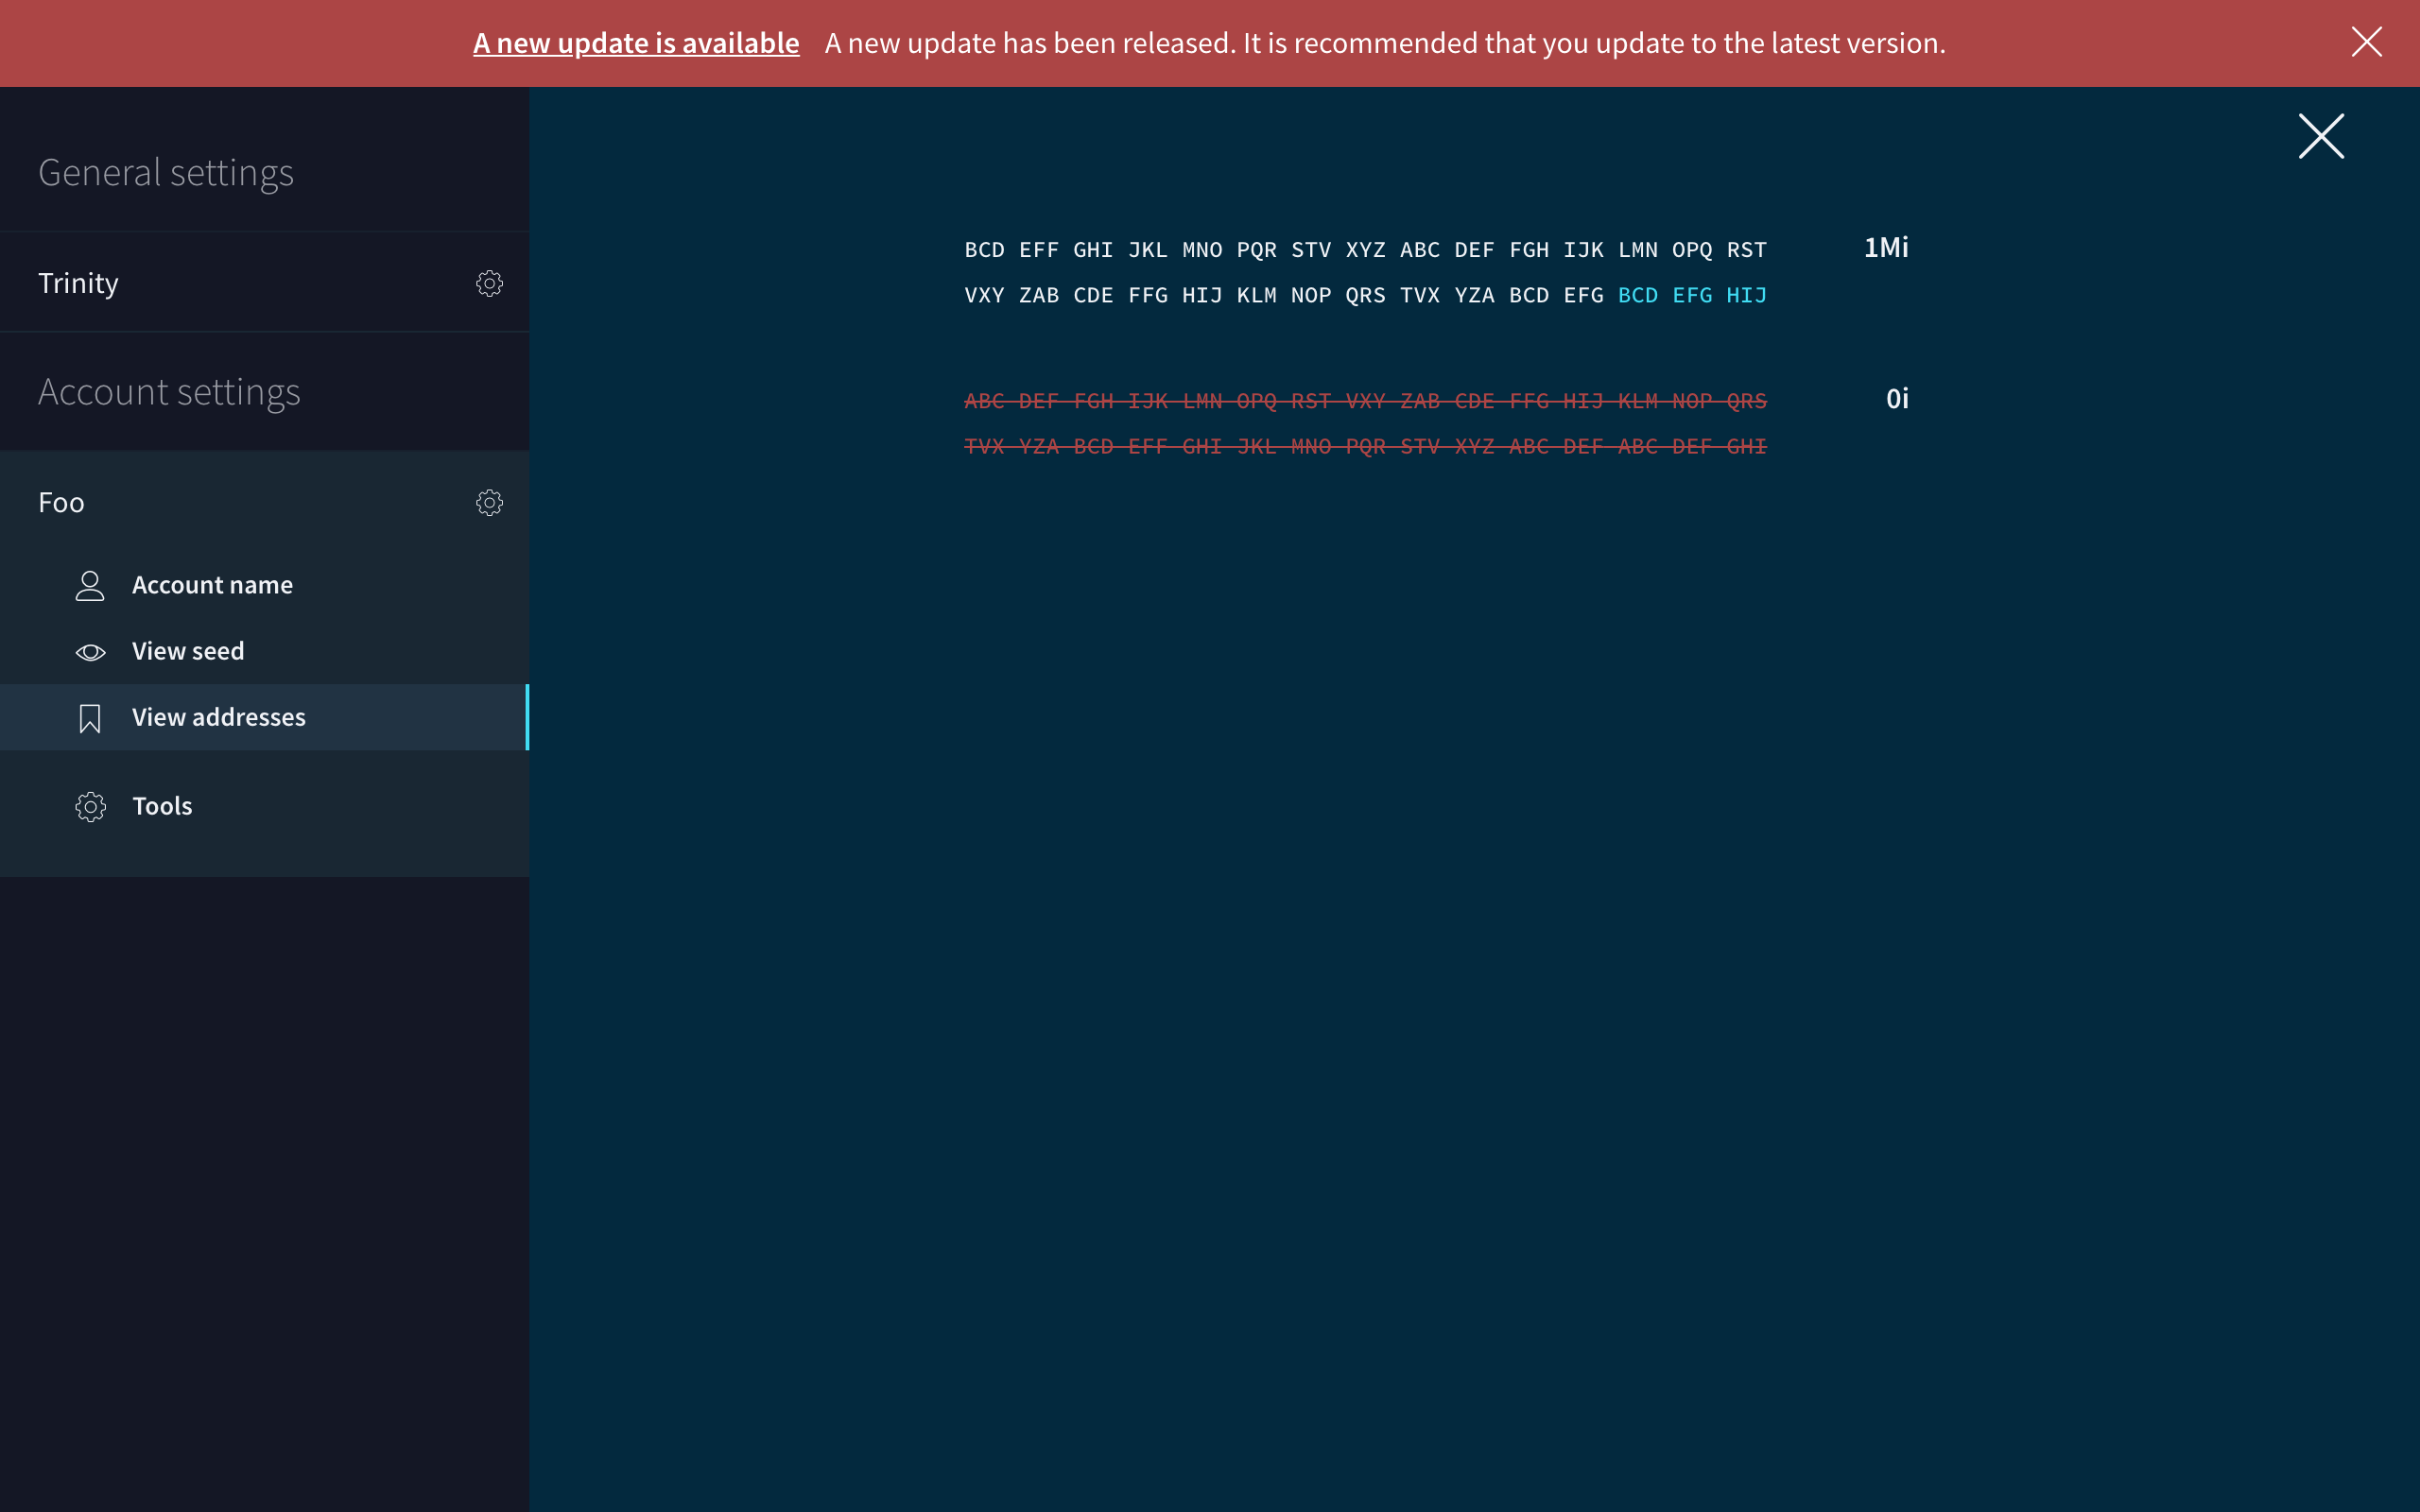 A new update is available A new update has been released. It is recommended that you update to the latest version.
General settings
Trinity
Account settings
Foo
Account name
View seed
View addresses
Tools
BCD EFF GHI JKL MNO PQR STV XYZ ABC DEF FGH IJK LMN OPQ RST 1Mi
VXY ZAB CDE FFG HIJ KLM NOP QRS TVX YZA BCD EFG BCD EFG HIJ
ABC DEF FGH IJK LMN OPQ RST VXY ZAB CDE FFG HIJ KLM NOP QRS 0i
TVX YZA BCD EFF GHI JKL MNO PQR STV XYZ ABC DEF ABC DEF GHI